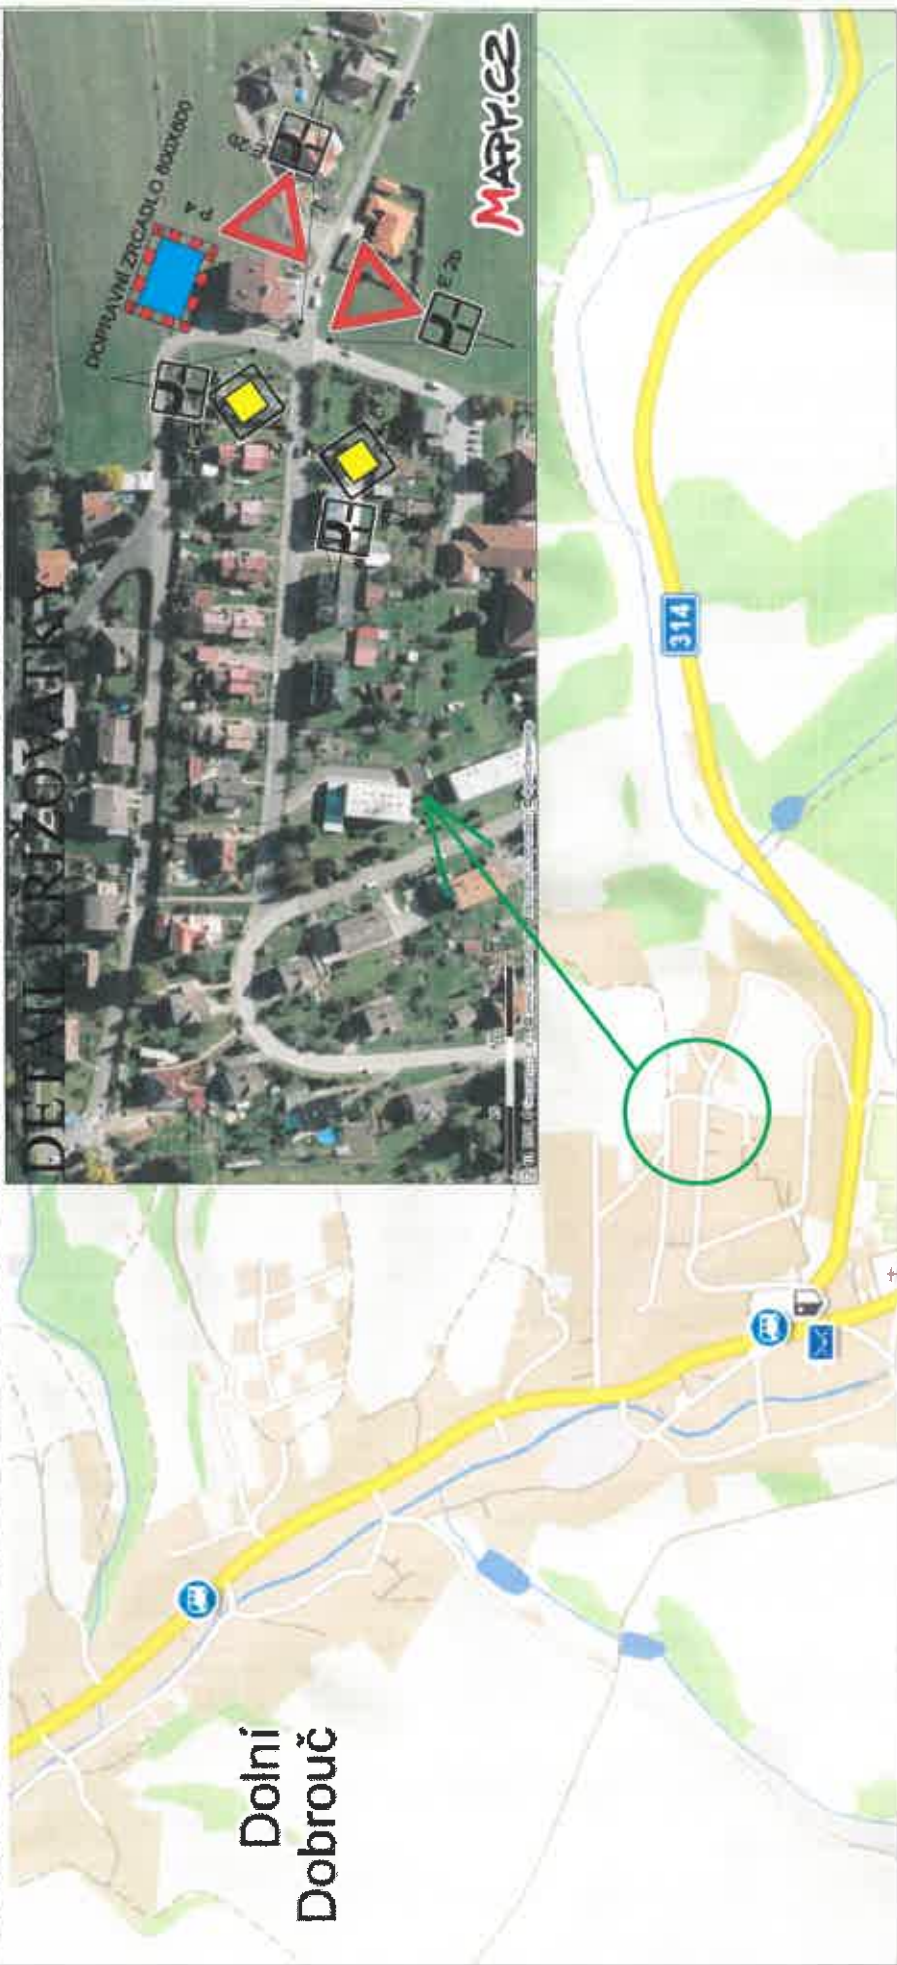 DETAIL KŘIŽOVATKY
DOPRAVNÍ ZRCADLO 800X600
P 4
E 2b
E 2b
MAPY.CZ
314
Dolní
Dobrouč